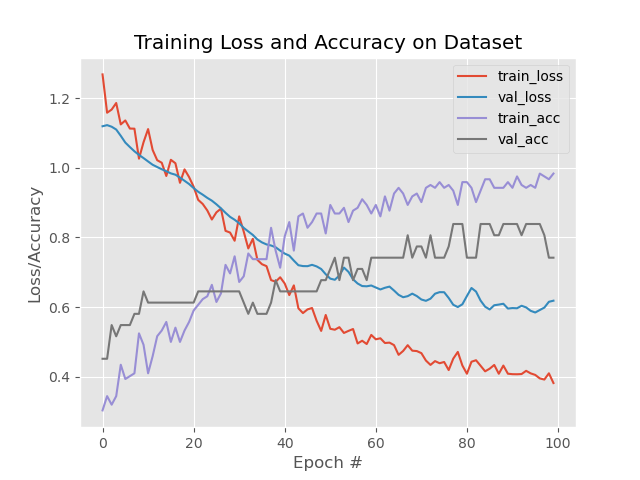 Training Loss and Accuracy on Dataset
train_loss
val_loss
train_acc
val_acc
1.2
1.0
0.8
0.6
0.4
Loss/Accuracy
0 20 40 60 80 100
Epoch #